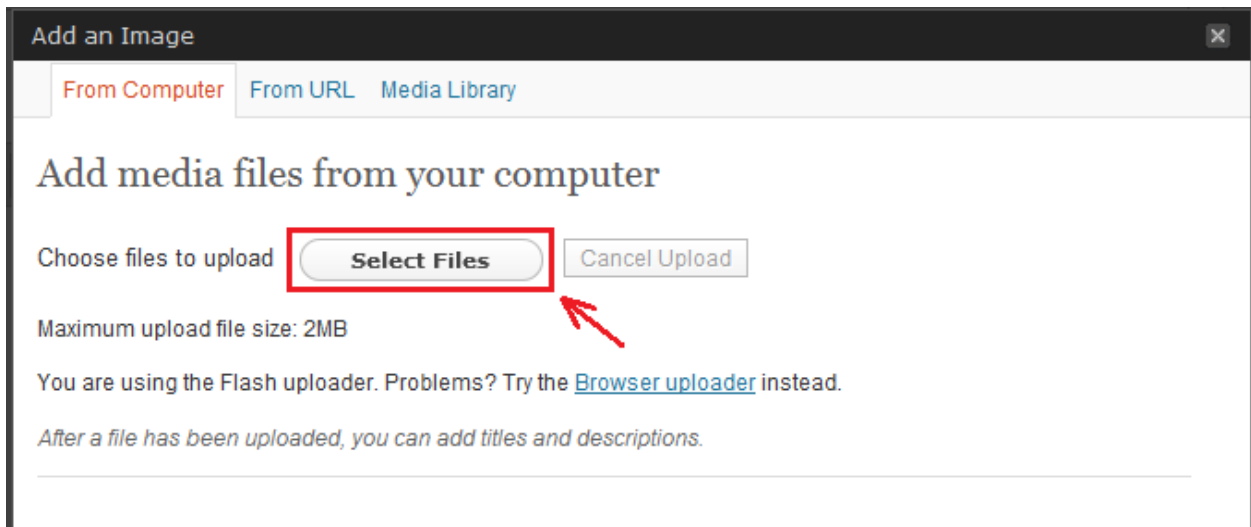 Add an Image
From Computer From URL Media Library
Add media files from your computer
Choose files to upload Select Files Cancel Upload
Maximum upload file size: 2MB
You are using the Flash uploader. Problems? Try the Browser uploader instead.
After a file has been uploaded, you can add titles and descriptions.